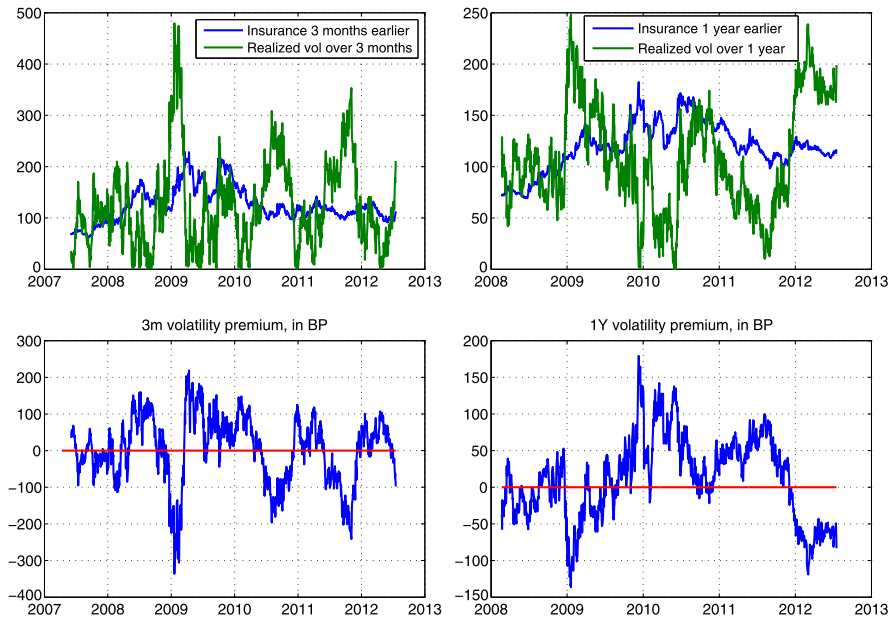 500
400
300
200
100
0
2007 2008 2009 2010 2011 2012 2013
Insurance 3 months earlier
Realized vol over 3 months
250
200
150
100
50
0
2008 2009 2010 2011 2012 2013
Insurance 1 year earlier
Realized vol over 1 year
3m volatility premium, in BP
300
200
100
0
−100
−200
−300
−400
2007 2008 2009 2010 2011 2012 2013
1Y volatility premium, in BP
200
150
100
50
0
−50
−100
−150
2008 2009 2010 2011 2012 2013